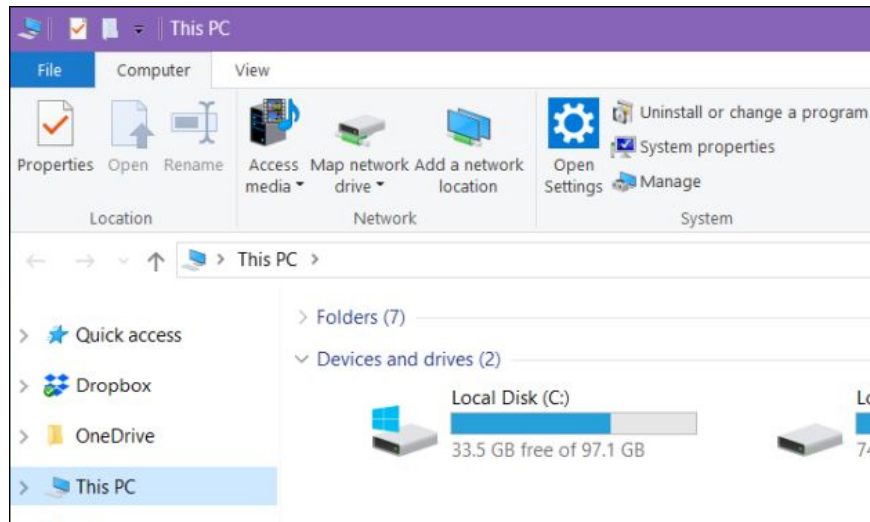 This PC
File Computer View
Properties Open Rename
Access media
Map network drive
Add a network location
Open Settings
Uninstall or change a program
System properties
Manage
Location Network System
This PC
Folders (7)
Quick access
Devices and drives (2)
Dropbox
Local Disk (C:)
33.5 GB free of 97.1 GB
OneDrive
This PC